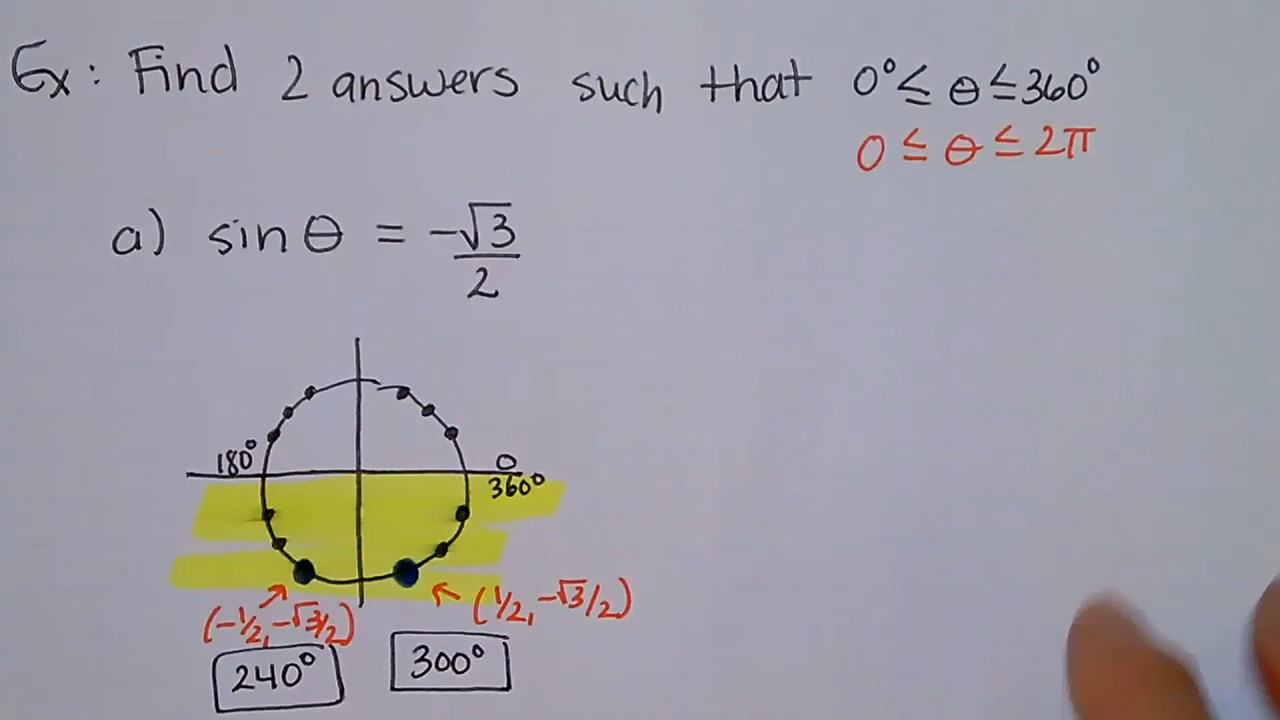 Ex: Find 2 answers such that 0° ≤ θ ≤ 360°
0 ≤ θ ≤ 2π
a) sin θ = -√3/2
180° 0
360°
(-1/2, -√3/2) (1/2, -√3/2)
240° 300°